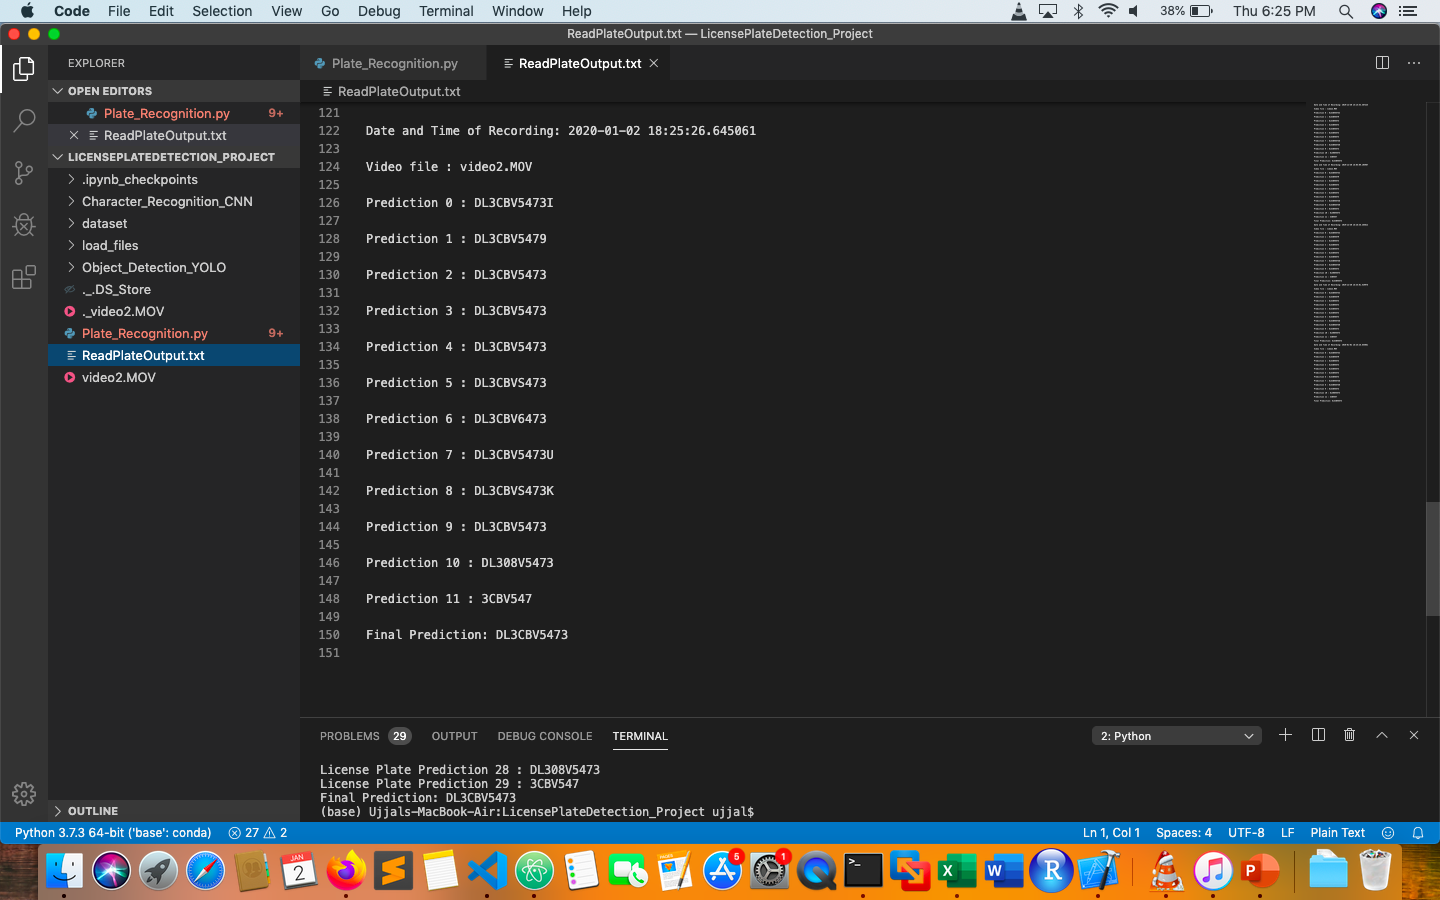 Code File Edit Selection View Go Debug Terminal Window Help 38% Thu 6:25 PM
ReadPlateOutput.txt — LicensePlateDetection_Project
EXPLORER
OPEN EDITORS
Plate_Recognition.py 9+
ReadPlateOutput.txt
LICENSEPLATEDETECTION_PROJECT
.ipynb_checkpoints
Character_Recognition_CNN
dataset
load_files
Object_Detection_YOLO
._.DS_Store
._video2.MOV
Plate_Recognition.py 9+
ReadPlateOutput.txt
video2.MOV
OUTLINE
Plate_Recognition.py ReadPlateOutput.txt
ReadPlateOutput.txt
121
122 Date and Time of Recording: 2020-01-02 18:25:26.645061
123
124 Video file : video2.MOV
125
126 Prediction 0 : DL3CBV5473I
127
128 Prediction 1 : DL3CBV5479
129
130 Prediction 2 : DL3CBV5473
131
132 Prediction 3 : DL3CBV5473
133
134 Prediction 4 : DL3CBV5473
135
136 Prediction 5 : DL3CBVS473
137
138 Prediction 6 : DL3CBV6473
139
140 Prediction 7 : DL3CBV5473U
141
142 Prediction 8 : DL3CBVS473K
143
144 Prediction 9 : DL3CBV5473
145
146 Prediction 10 : DL308V5473
147
148 Prediction 11 : 3CBV547
149
150 Final Prediction: DL3CBV5473
151
PROBLEMS 29 OUTPUT DEBUG CONSOLE TERMINAL 2: Python
License Plate Prediction 28 : DL308V5473
License Plate Prediction 29 : 3CBV547
Final Prediction: DL3CBV5473
(base) Ujjals-MacBook-Air:LicensePlateDetection_Project ujjal$
Python 3.7.3 64-bit ('base': conda) 27 2 Ln 1, Col 1 Spaces: 4 UTF-8 LF Plain Text
JAN
2
6
1
>_
X
W
R
P